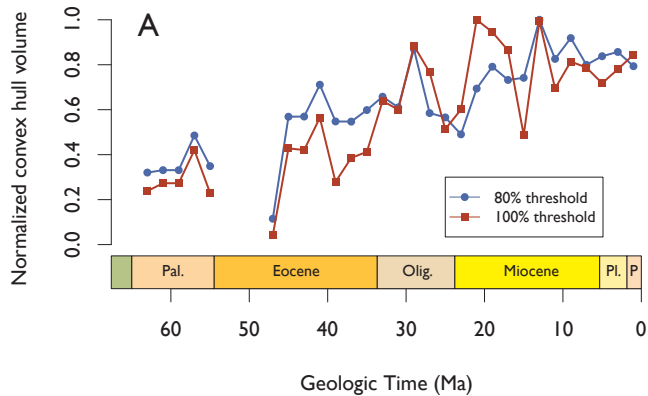 A
Normalized convex hull volume
1.0
0.8
0.6
0.4
0.2
0.0
80% threshold
100% threshold
Pal.
Eocene
Olig.
Miocene
Pl.
P
60
50
40
30
20
10
0
Geologic Time (Ma)